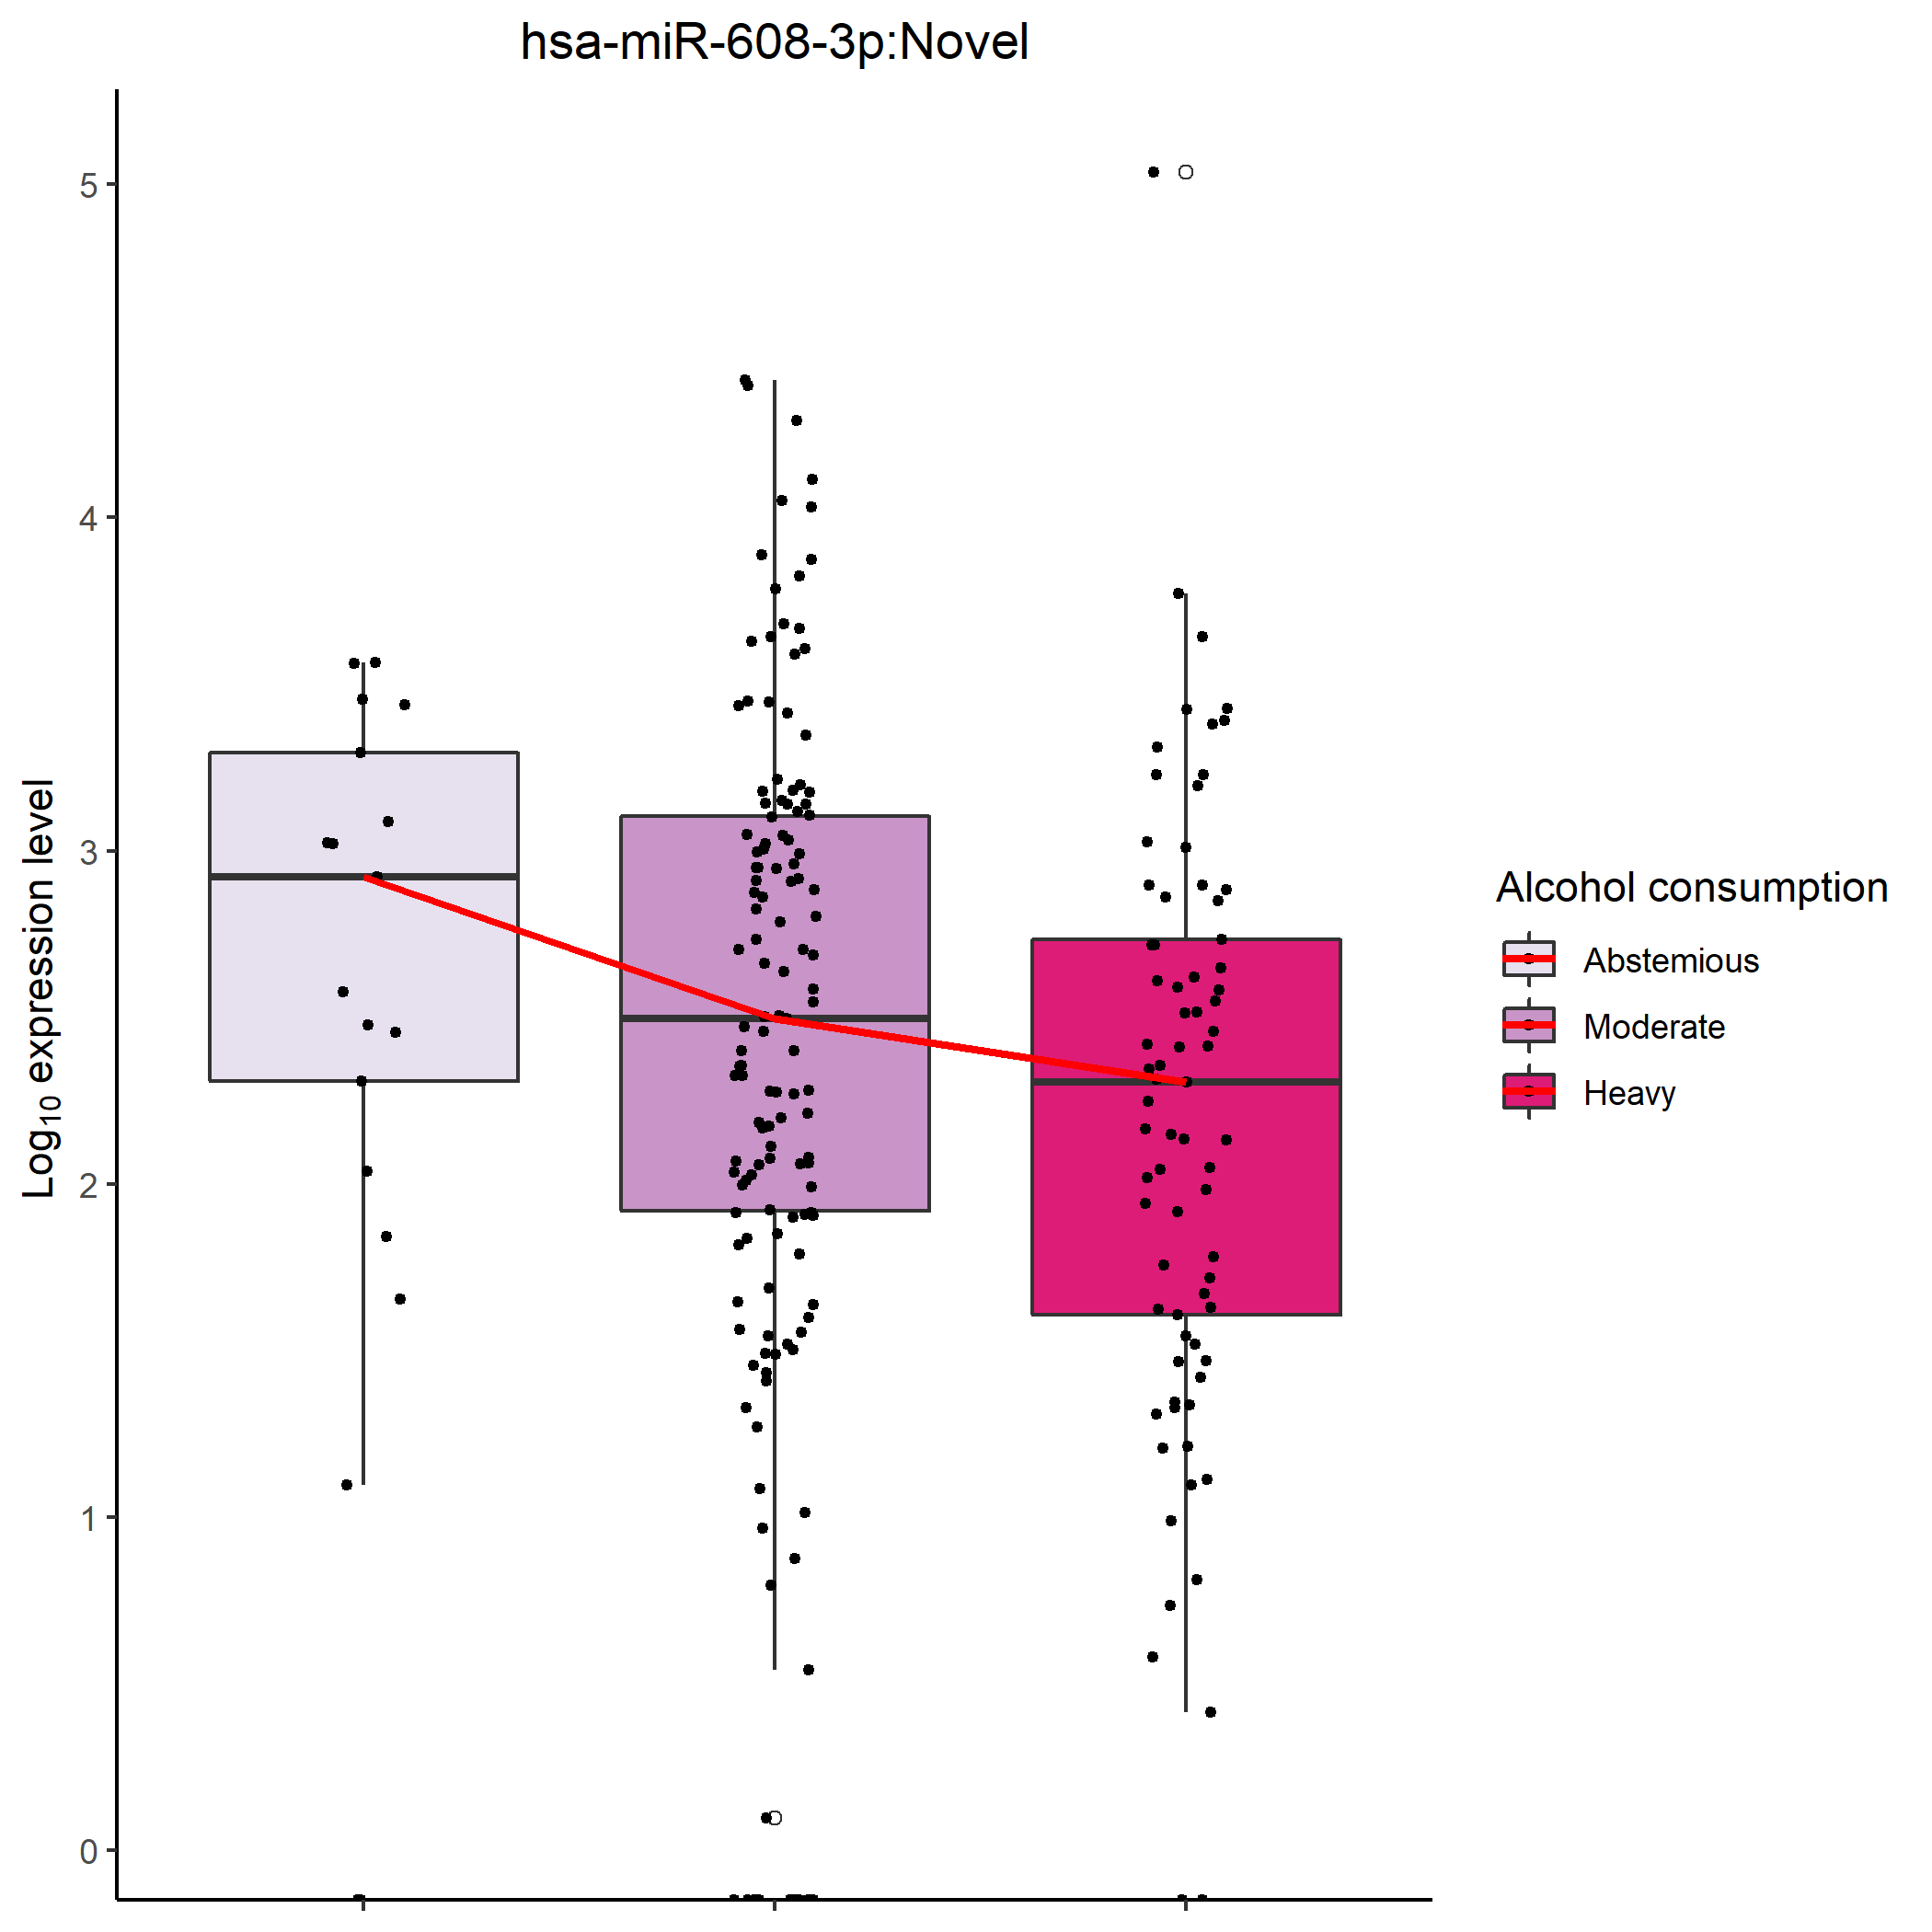 hsa-miR-608-3p:Novel
5
4
3
2
1
0
Log₁₀ expression level
Alcohol consumption
Abstemious
Moderate
Heavy